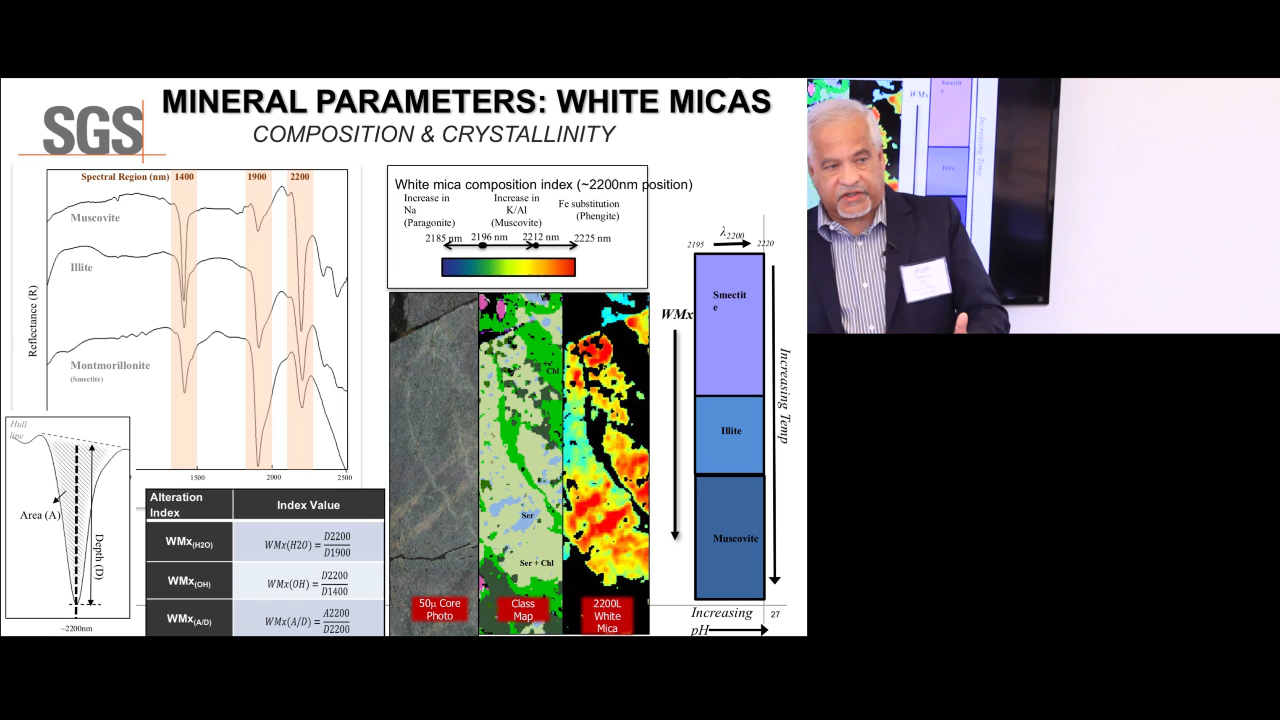 SGS
MINERAL PARAMETERS: WHITE MICAS
COMPOSITION & CRYSTALLINITY
Spectral Region (nm) 1400 1900 2200
Muscovite
Illite
Montmorillonite
(Smectite)
Reflectance (R)
1500 2000 2500
Hull
line
Area (A)
Depth (D)
~2200nm
Alteration
Index
Index Value
WMx(H2O)
WMx(H2O) = D2200/D1900
WMx(OH)
WMx(OH) = D2200/D1400
WMx(A/D)
WMx(A/D) = A2200/D2200
White mica composition index (~2200nm position)
Increase in
Na
(Paragonite)
Increase in
K/Al
(Muscovite)
Fe substitution
(Phengite)
2185 nm 2196 nm 2212 nm 2225 nm
+ Chl
Ser
Ser + Chl
50µ Core
Photo
Class
Map
2200L
White
Mica
λ2200
2195 2220
WMx
Smectit
e
Illite
Muscovite
Increasing Temp
Increasing
pH
27
WMx
Smectit
e
Illite
Increasing Temp